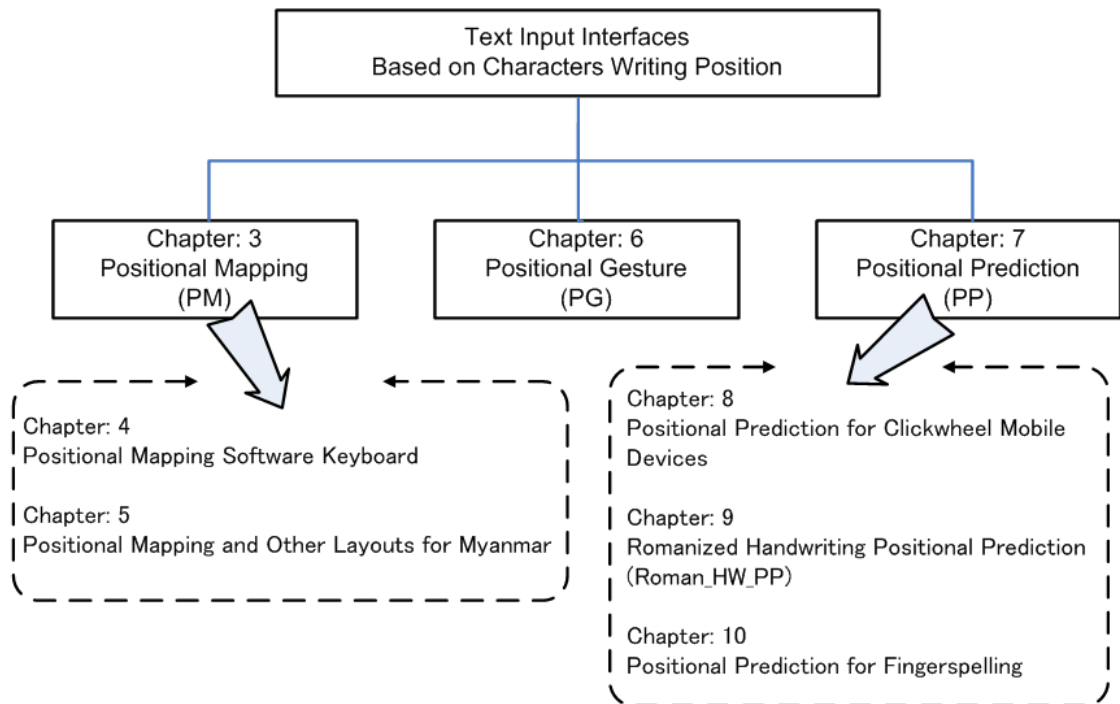 Text Input Interfaces
Based on Characters Writing Position
Chapter: 3
Positional Mapping
(PM)
Chapter: 6
Positional Gesture
(PG)
Chapter: 7
Positional Prediction
(PP)
Chapter: 4
Positional Mapping Software Keyboard
Chapter: 5
Positional Mapping and Other Layouts for Myanmar
Chapter: 8
Positional Prediction for Clickwheel Mobile
Devices
Chapter: 9
Romanized Handwriting Positional Prediction
(Roman_HW_PP)
Chapter: 10
Positional Prediction for Fingerspelling